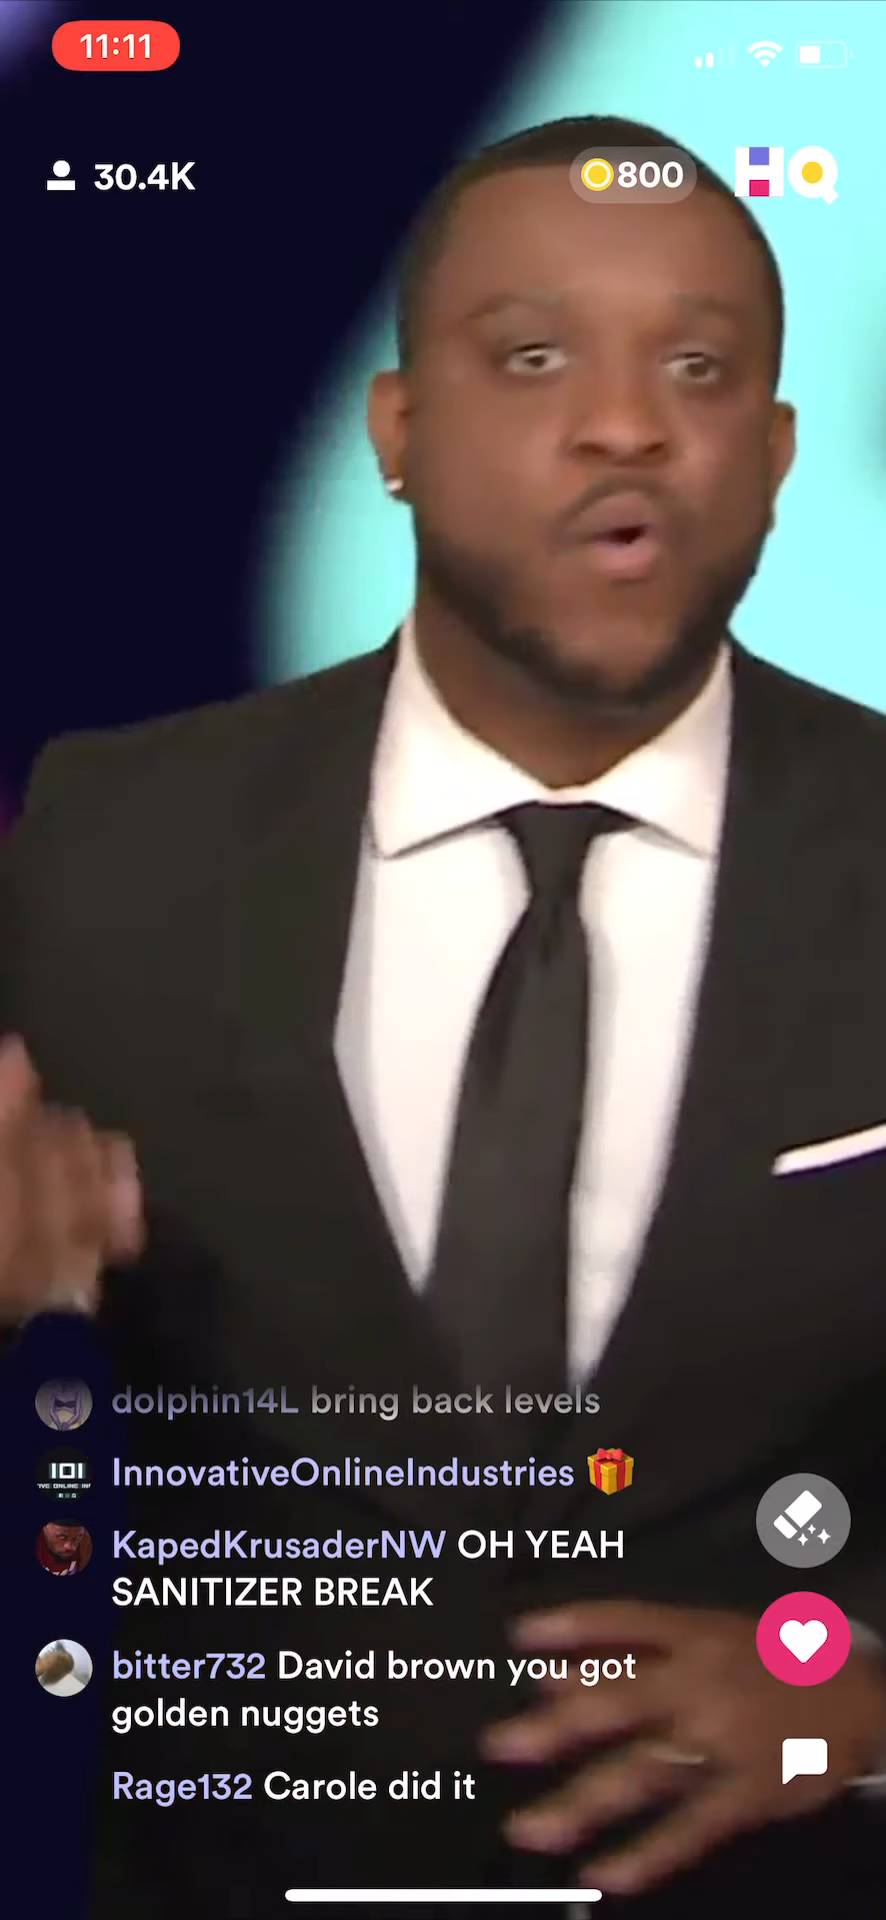 11:11
30.4K
800
HQ
dolphin14L bring back levels
InnovativeOnlineIndustries 🎁
101
KapedKrusaderNW OH YEAH
SANITIZER BREAK
bitter732 David brown you got
golden nuggets
Rage132 Carole did it